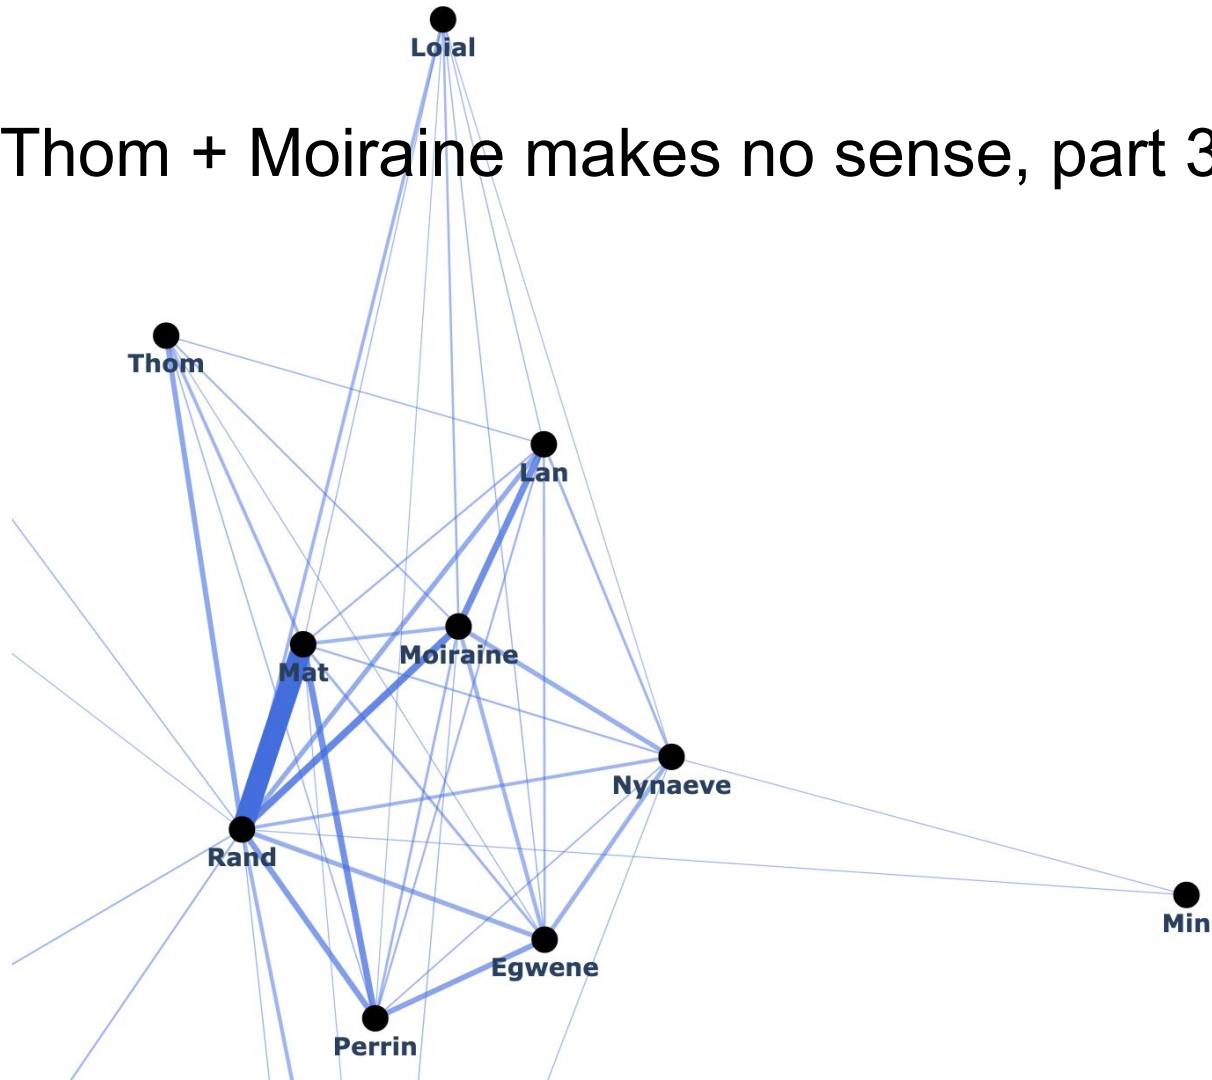 Loial
Thom + Moiraine makes no sense, part 3
Thom
Lan
Mat
Moiraine
Nynaeve
Rand
Min
Egwene
Perrin